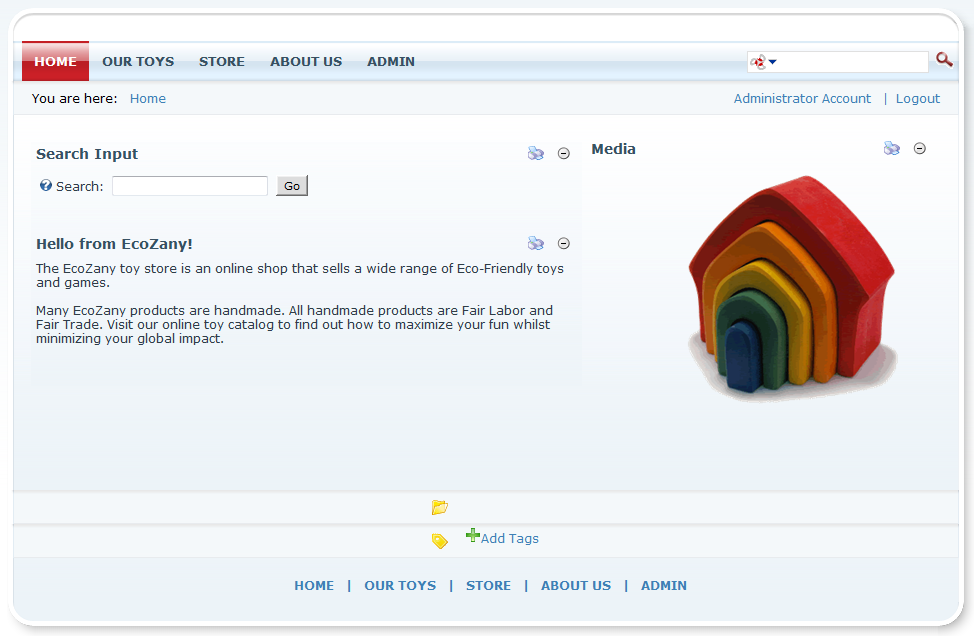 HOME OUR TOYS STORE ABOUT US ADMIN
You are here: Home
Administrator Account | Logout
Search Input
Search: Go
Hello from EcoZany!
The EcoZany toy store is an online shop that sells a wide range of Eco-Friendly toys
and games.
Many EcoZany products are handmade. All handmade products are Fair Labor and
Fair Trade. Visit our online toy catalog to find out how to maximize your fun whilst
minimizing your global impact.
Media
Add Tags
HOME | OUR TOYS | STORE | ABOUT US | ADMIN